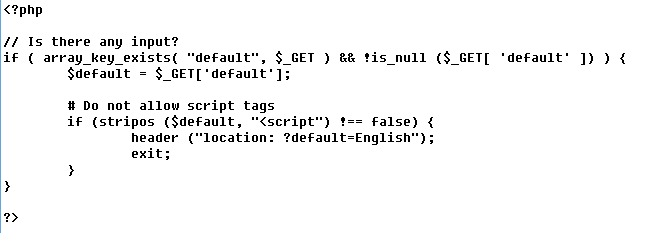 <?php
// Is there any input?
if ( array_key_exists( "default", $_GET ) && !is_null ($_GET[ 'default' ]) ) {
$default = $_GET['default'];
# Do not allow script tags
if (stripos ($default, "<script") !== false) {
header ("location: ?default=English");
exit;
}
}
?>